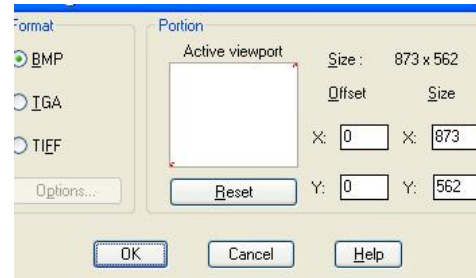 Format
BMP
TGA
TIFF
Options...
Portion
Active viewport
Reset
Size : 873 x 562
Offset Size
X: 0 X: 873
Y: 0 Y: 562
OK Cancel Help